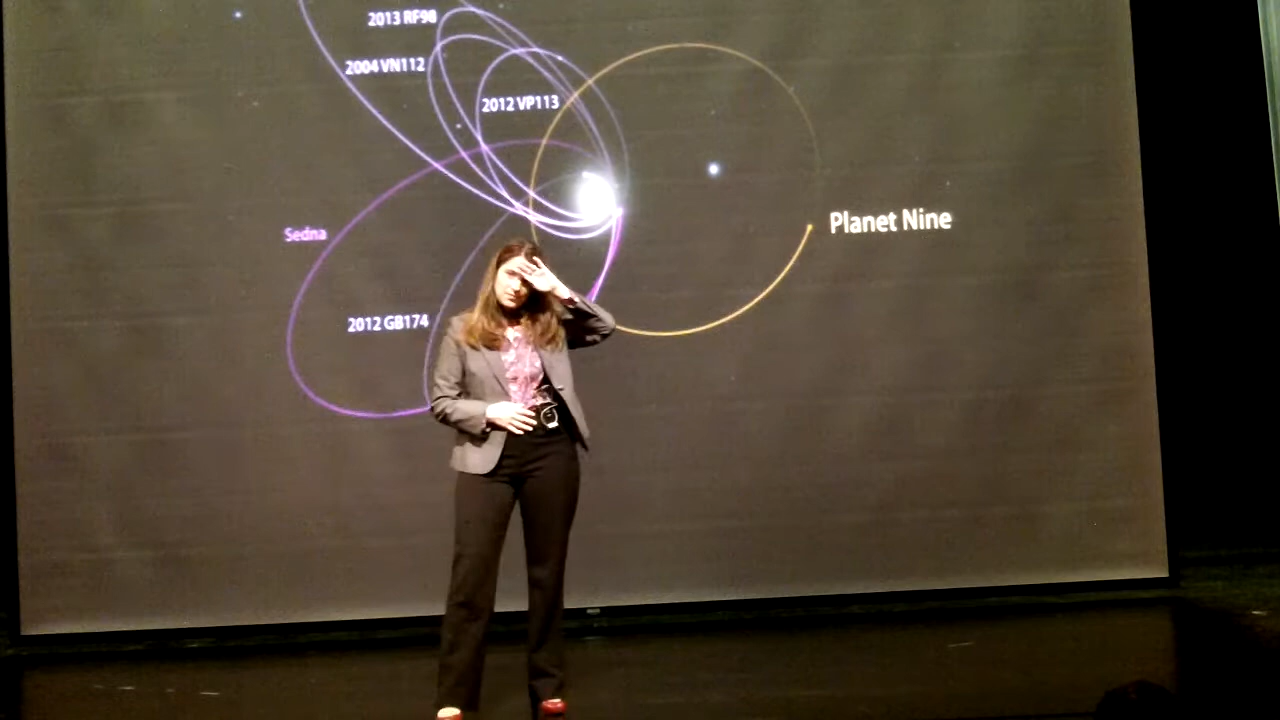 2013 RF98
2004 VN112
2012 VP113
Planet Nine
Sedna
2012 GB174